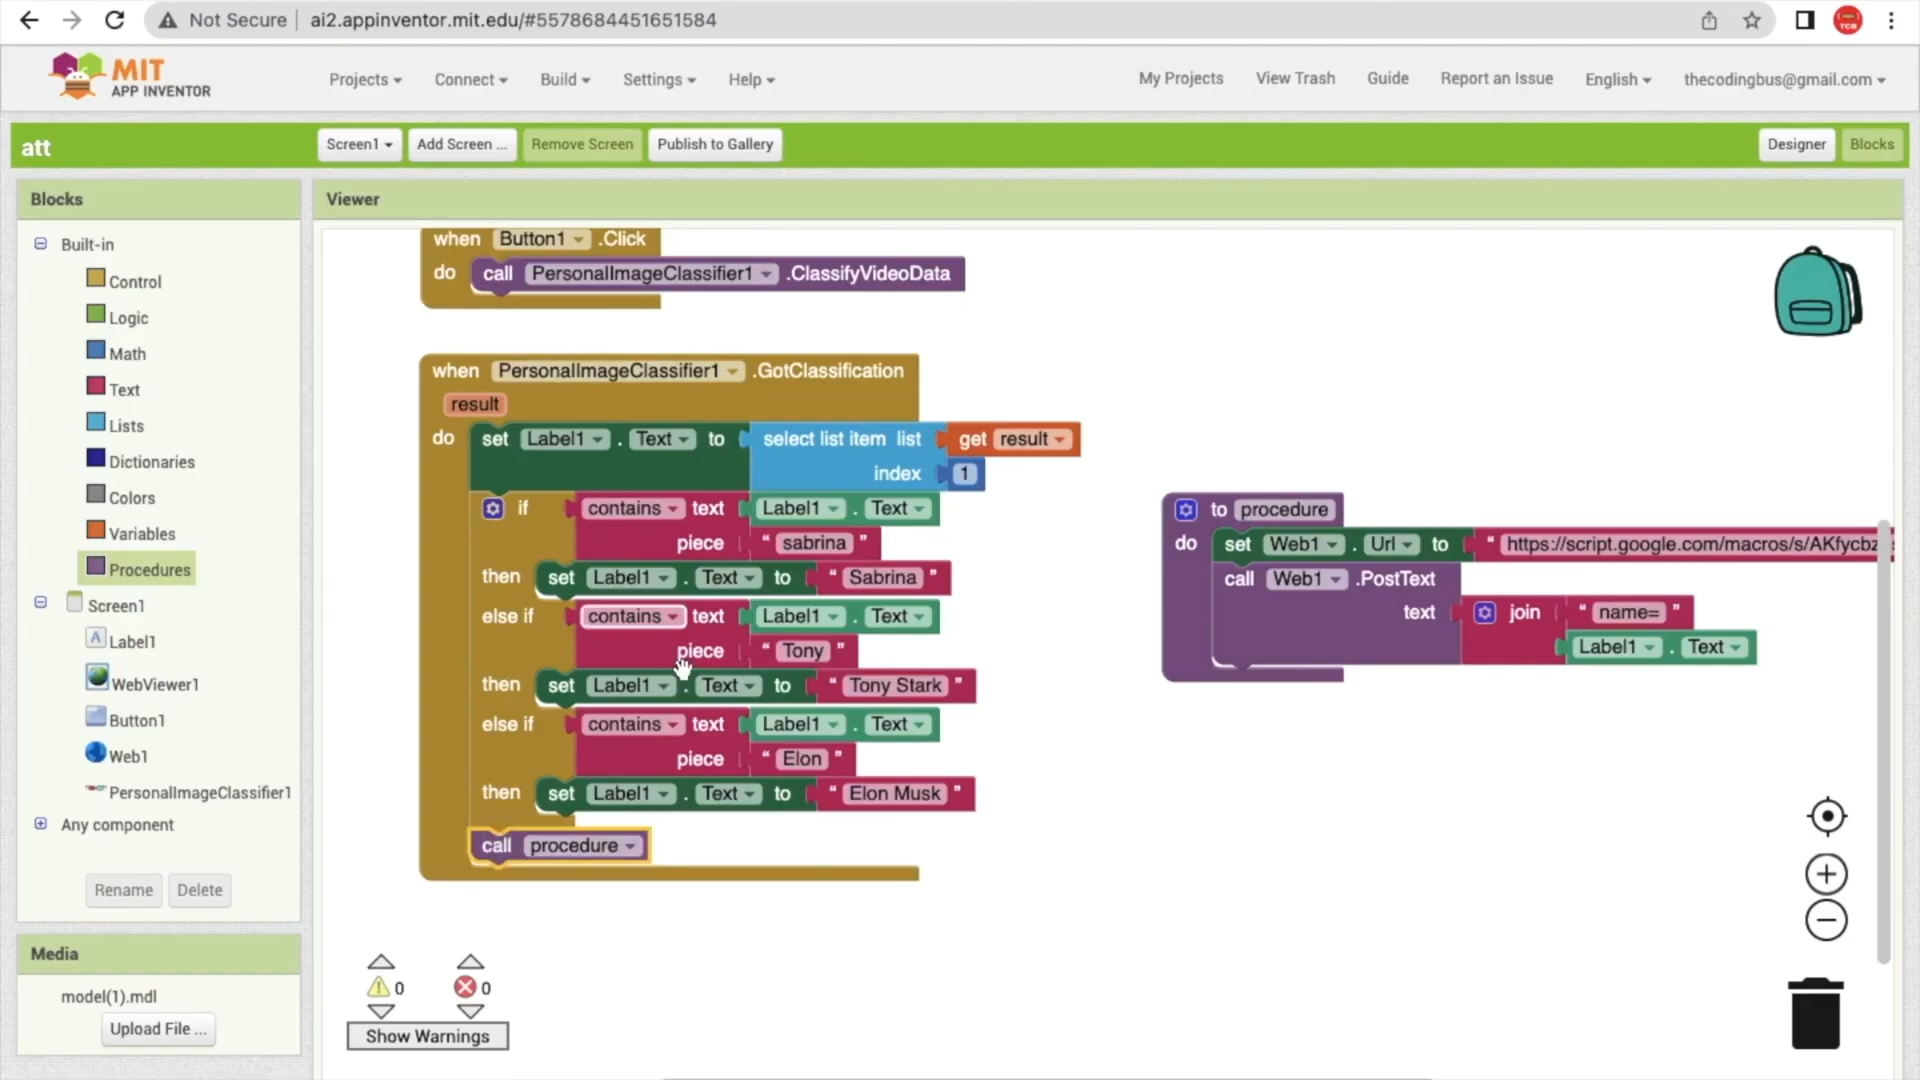 Not Secure | ai2.appinventor.mit.edu/#5578684451651584
TCB
MIT
APP INVENTOR
Projects Connect Build Settings Help My Projects View Trash Guide Report an Issue English thecodingbus@gmail.com
att
Screen1 Add Screen ... Remove Screen Publish to Gallery Designer Blocks
Blocks
Built-in
Control
Logic
Math
Text
Lists
Dictionaries
Colors
Variables
Procedures
Screen1
A Label1
WebViewer1
Button1
Web1
PersonalImageClassifier1
Any component
Rename Delete
Media
model(1).mdl
Upload File ...
Viewer
when Button1 .Click
do call PersonalImageClassifier1 .ClassifyVideoData
when PersonalImageClassifier1 .GotClassification
result
do set Label1 . Text to select list item list get result
index 1
if contains text Label1 . Text
piece “ sabrina ”
then set Label1 . Text to “ Sabrina ”
else if contains text Label1 . Text
piece “ Tony ”
then set Label1 . Text to “ Tony Stark ”
else if contains text Label1 . Text
piece “ Elon ”
then set Label1 . Text to “ Elon Musk ”
call procedure
to procedure
do set Web1 . Url to “ https://script.google.com/macros/s/AKfycbz
call Web1 .PostText
text join “ name= ”
Label1 . Text
0 0
Show Warnings